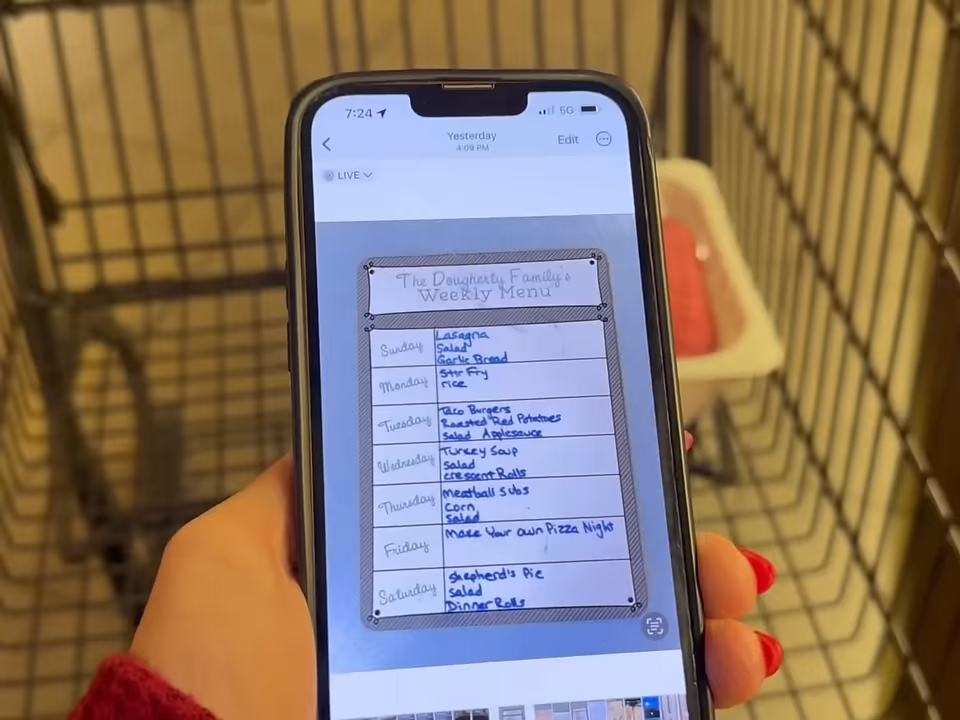 7:24
5G
Yesterday
4:09 PM
Edit
LIVE
The Dougherty Family's
Weekly Menu
Sunday
Lasagna
Salad
Garlic Bread
Monday
Stir Fry
rice
Tuesday
Taco Burgers
Roasted Red Potatoes
Salad Applesauce
Wednesday
Turkey Soup
Salad
crescent Rolls
Thursday
Meatball Subs
Corn
Salad
Friday
Make Your own Pizza Night
Saturday
Shepherd's Pie
Salad
Dinner Rolls